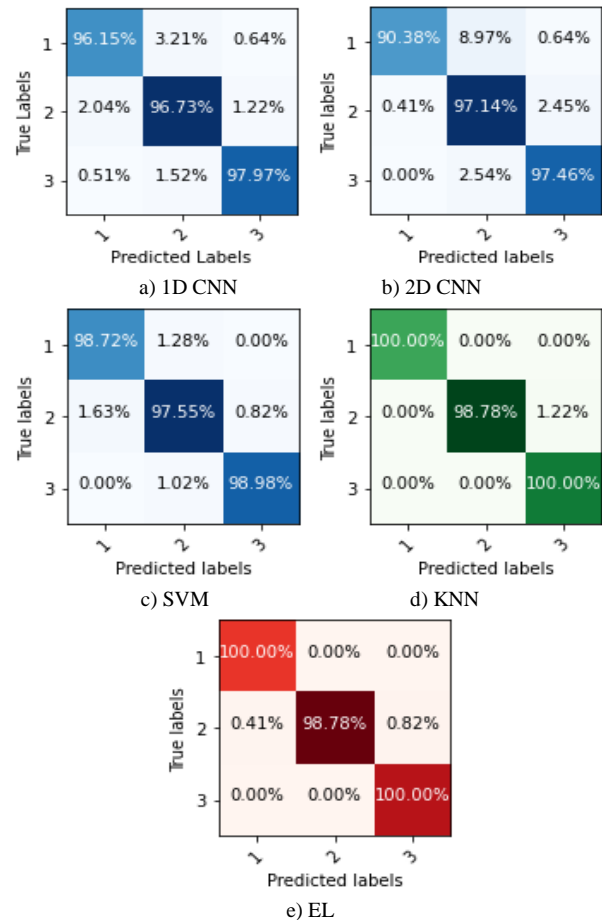 True Labels
1 96.15% 3.21% 0.64%
2 2.04% 96.73% 1.22%
3 0.51% 1.52% 97.97%
1 2 3
Predicted Labels
a) 1D CNN
True labels
1 90.38% 8.97% 0.64%
2 0.41% 97.14% 2.45%
3 0.00% 2.54% 97.46%
1 2 3
Predicted labels
b) 2D CNN
True labels
1 98.72% 1.28% 0.00%
2 1.63% 97.55% 0.82%
3 0.00% 1.02% 98.98%
1 2 3
Predicted labels
c) SVM
True labels
1 100.00% 0.00% 0.00%
2 0.00% 98.78% 1.22%
3 0.00% 0.00% 100.00%
1 2 3
Predicted labels
d) KNN
True labels
1 100.00% 0.00% 0.00%
2 0.41% 98.78% 0.82%
3 0.00% 0.00% 100.00%
1 2 3
Predicted labels
e) EL